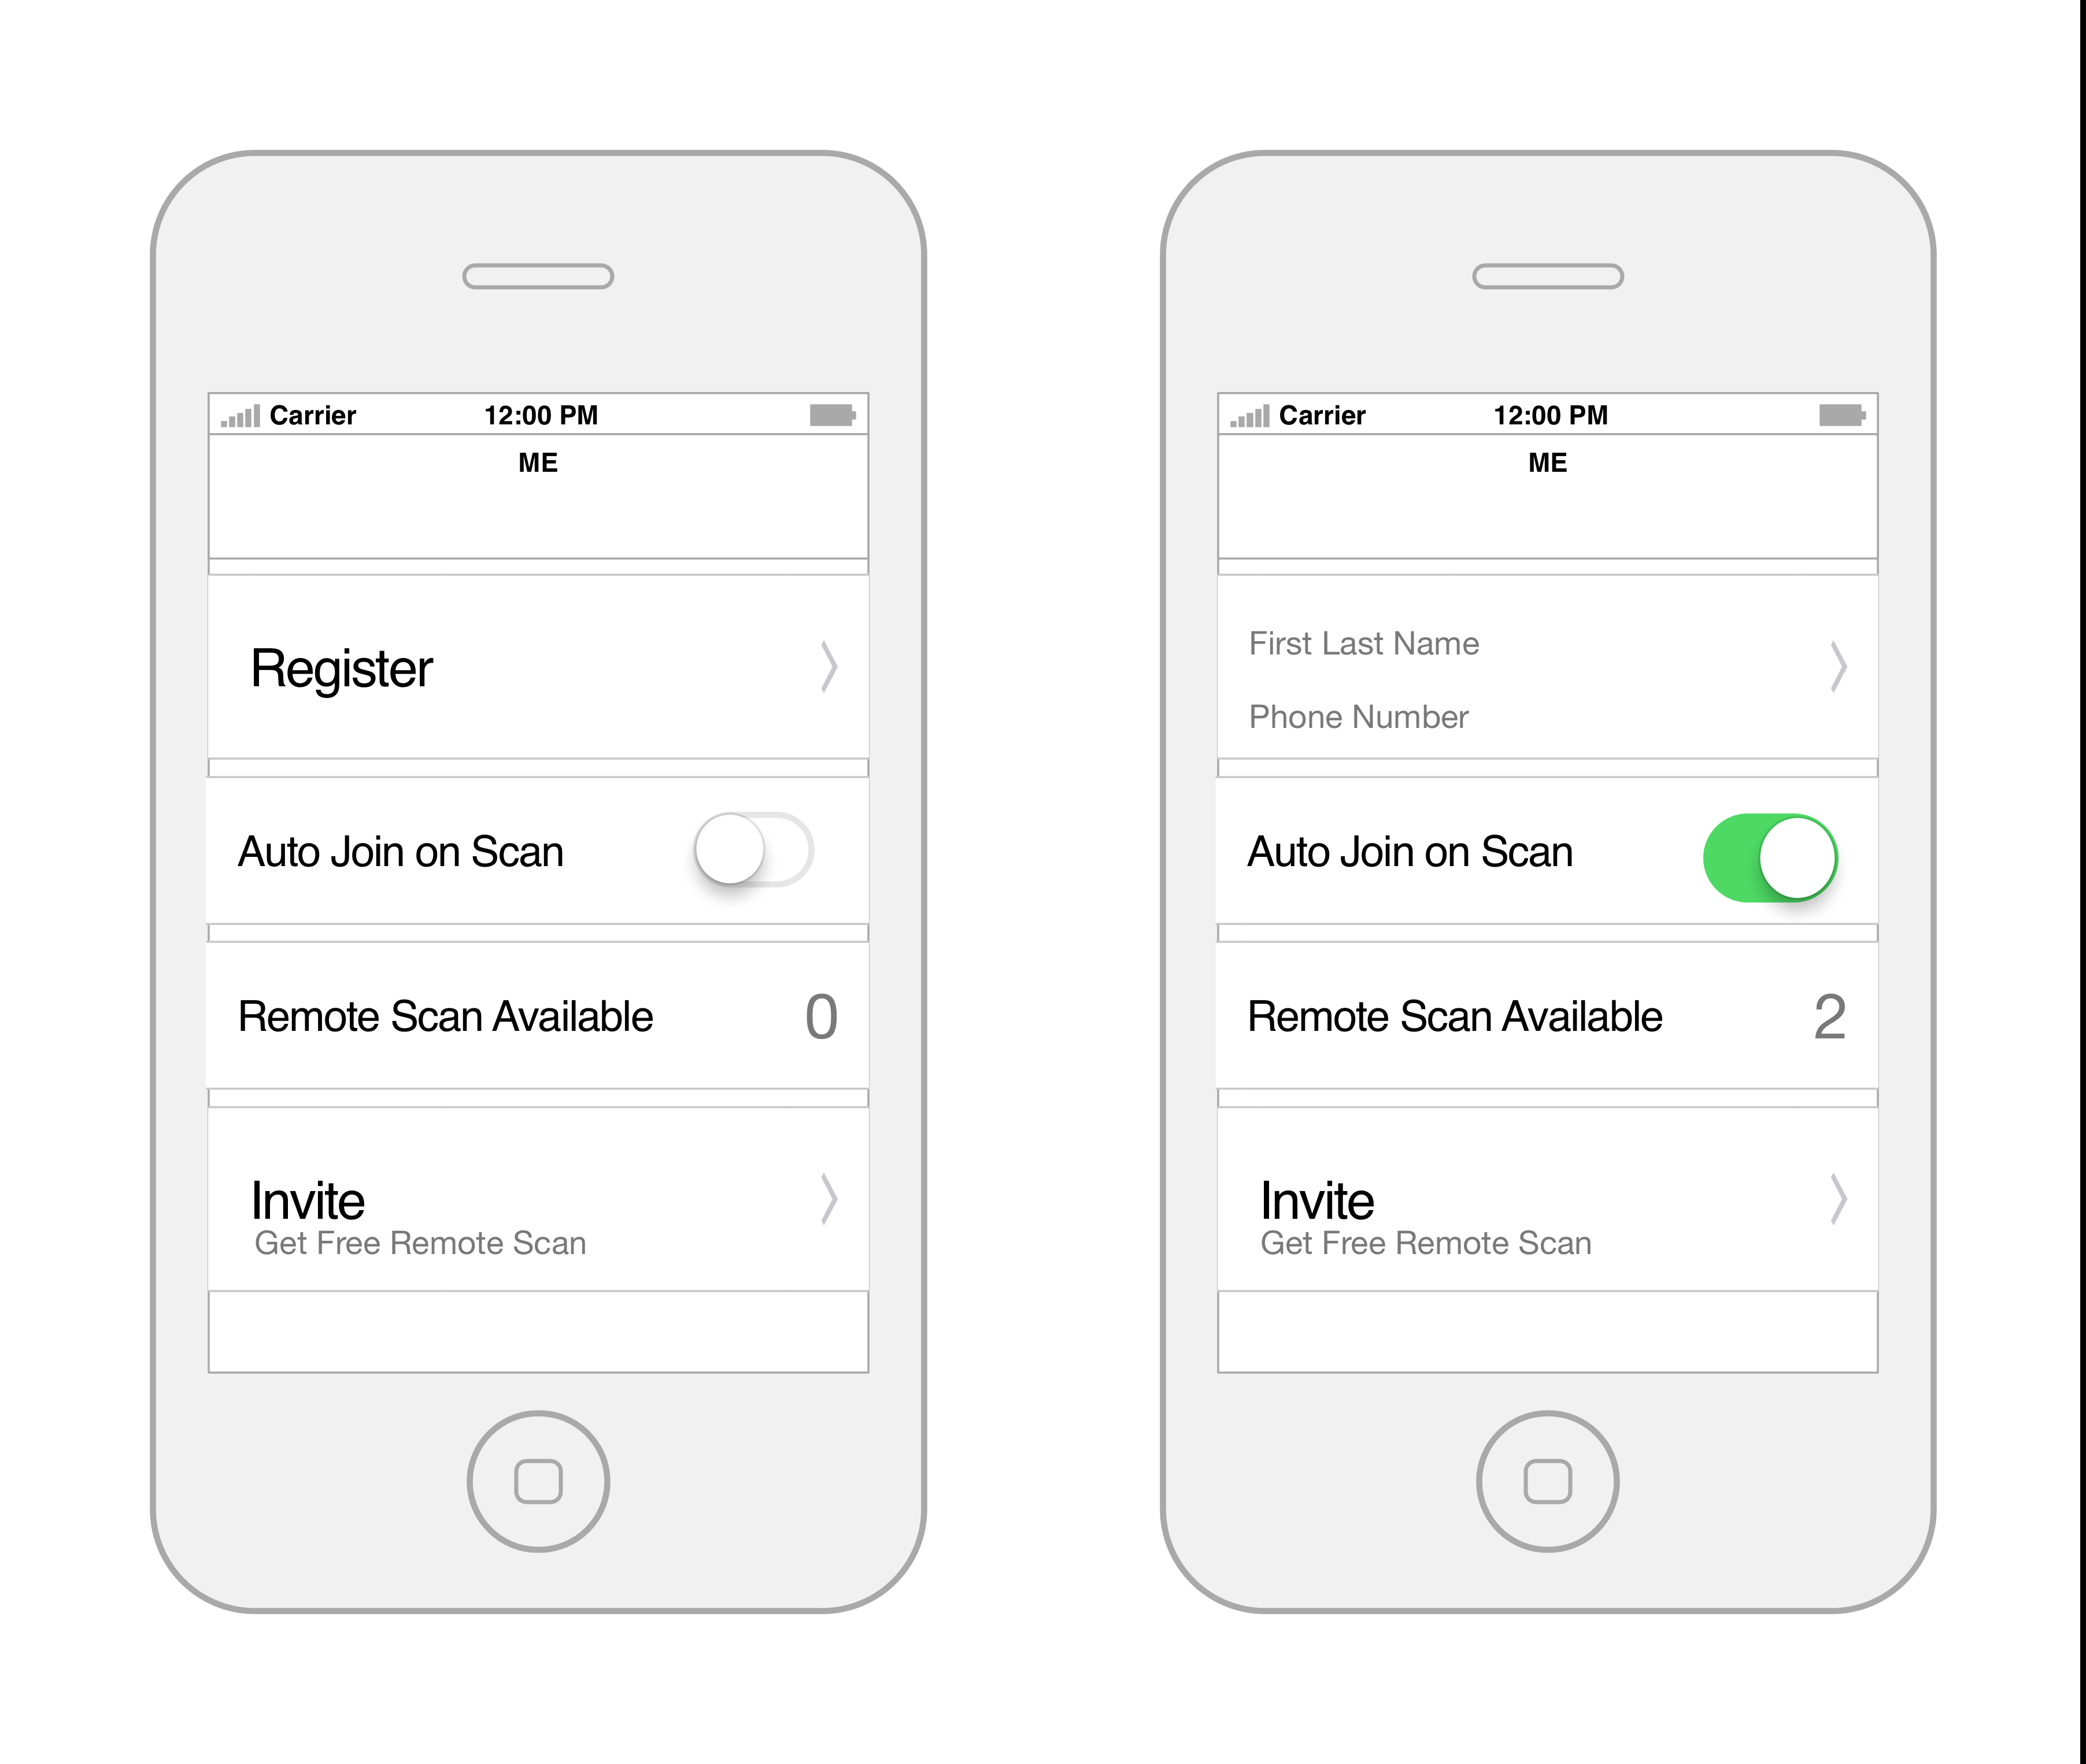 Carrier 12:00 PM
ME
Register
Auto Join on Scan
Remote Scan Available 0
Invite
Get Free Remote Scan
Carrier 12:00 PM
ME
First Last Name
Phone Number
Auto Join on Scan
Remote Scan Available 2
Invite
Get Free Remote Scan